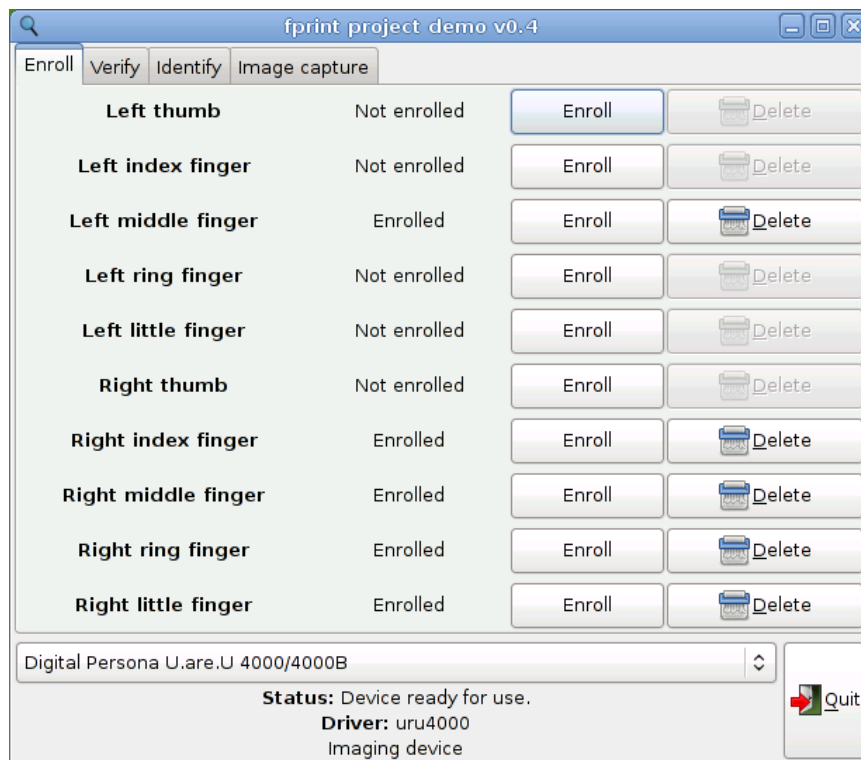 fprint project demo v0.4
Enroll Verify Identify Image capture
Left thumb Not enrolled Enroll Delete
Left index finger Not enrolled Enroll Delete
Left middle finger Enrolled Enroll Delete
Left ring finger Not enrolled Enroll Delete
Left little finger Not enrolled Enroll Delete
Right thumb Not enrolled Enroll Delete
Right index finger Enrolled Enroll Delete
Right middle finger Enrolled Enroll Delete
Right ring finger Enrolled Enroll Delete
Right little finger Enrolled Enroll Delete
Digital Persona U.are.U 4000/4000B
Status: Device ready for use.
Quit
Driver: uru4000
Imaging device